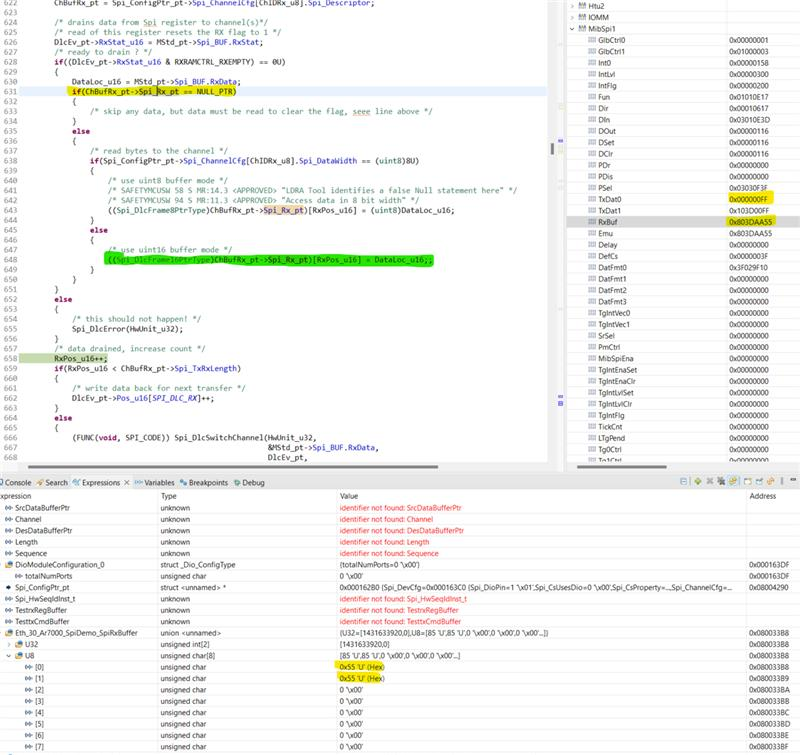 622
ChBufRx_pt = Spi_ConfigPtr_pt->Spi_ChannelCfg[ChIDRx_u8].Spi_Descriptor;
623
624 /* drains data from Spi register to channel(s)*/
625 /* read of this register resets the RX flag to 1 */
626 DlcEv_pt->RxStat_u16 = MStd_pt->Spi_BUF.RxStat;
627 /* ready to drain ? */
628 if((DlcEv_pt->RxStat_u16 & RXRAMCTRL_RXEMPTY) == 0U)
629 {
630 DataLoc_u16 = MStd_pt->Spi_BUF.RxData;
631 if(ChBufRx_pt->Spi_Rx_pt == NULL_PTR)
632 {
633 /* skip any data, but data must be read to clear the flag, seee line above */
634 }
635 else
636 {
637 /* read bytes to the channel */
638 if(Spi_ConfigPtr_pt->Spi_ChannelCfg[ChIDRx_u8].Spi_DataWidth == (uint8)8U)
639 {
640 /* use uint8 buffer mode */
641 /* SAFETYMCUSW 58 S MR:14.3 <APPROVED> "LDRA Tool identifies a false Null statement here" */
642 /* SAFETYMCUSW 94 S MR:11.3 <APPROVED> "Access data in 8 bit width" */
643 ((Spi_DlcFrame8PtrType)ChBufRx_pt->Spi_Rx_pt)[RxPos_u16] = (uint8)DataLoc_u16;
644 }
645 else
646 {
647 /* use uint16 buffer mode */
648 ((Spi_DlcFrame16PtrType)ChBufRx_pt->Spi_Rx_pt)[RxPos_u16] = DataLoc_u16;;
649 }
650 }
651 }
652 else
653 {
654 /* this should not happen! */
655 Spi_DlcError(HwUnit_u32);
656 }
657 /* data drained, increase count */
658 RxPos_u16++;
659 if(RxPos_u16 < ChBufRx_pt->Spi_TxRxLength)
660 {
661 /* write data back for next transfer */
662 DlcEv_pt->Pos_u16[SPI_DLC_RX]++;
663 }
664 else
665 {
666 (FUNC(void, SPI_CODE)) Spi_DlcSwitchChannel(HwUnit_u32,
667 &MStd_pt->Spi_BUF.RxData,
668 DlcEv_pt,
Htu2
IOMM
MibSpi1
GlbCtrl0 0x00000001
GlbCtrl1 0x01000003
Int0 0x00000158
IntLvl 0x00000300
IntFlg 0x00000200
Fun 0x01010E17
Dir 0x00010617
DIn 0x03010E3D
DOut 0x00000116
DSet 0x00000116
DClr 0x00000116
PDr 0x00000000
PDis 0x00000000
PSel 0x03030F3F
TxDat0 0x000000FF
TxDat1 0x103D00FF
RxBuf 0x803DAA55
Emu 0x803DAA55
Delay 0x00000000
DefCs 0x0000003F
DatFmt0 0x3F029F10
DatFmt1 0x00000000
DatFmt2 0x00000000
DatFmt3 0x00000000
TgIntVec0 0x00000000
TgIntVec1 0x00000000
SrSel 0x00000000
PmCtrl 0x00000000
MibSpiEna 0x00000000
TgIntEnaSet 0x00000000
TgIntEnaClr 0x00000000
TgIntLvlSet 0x00000000
TgIntLvlClr 0x00000000
TgIntFlg 0x00000000
TickCnt 0x00000000
LTgPend 0x00000000
Tg0Ctrl 0x00000000
Tg1Ctrl 0x00000000
Console Search Expressions Variables Breakpoints Debug
xpression Type Value Address
SrcDataBufferPtr unknown identifier not found: SrcDataBufferPtr
Channel unknown identifier not found: Channel
DesDataBufferPtr unknown identifier not found: DesDataBufferPtr
Length unknown identifier not found: Length
Sequence unknown identifier not found: Sequence
DioModuleConfiguration_0 struct _Dio_ConfigType {totalNumPorts=0 '\x00'} 0x000163DF
totalNumPorts unsigned char 0 '\x00' 0x000163DF
Spi_ConfigPtr_pt struct <unnamed> * 0x000162B0 {Spi_DevCfg=0x000163C0 {Spi_DioPin=1 '\x01',Spi_CsUsesDio=0 '\x00',Spi_CsProperty=...,Spi_ChannelCfg=... 0x08004290
Spi_HwSeqIdInst_t unknown identifier not found: Spi_HwSeqIdInst_t
TestrxRegBuffer unknown identifier not found: TestrxRegBuffer
TesttxCmdBuffer unknown identifier not found: TesttxCmdBuffer
Eth_30_Ar7000_SpiDemo_SpiRxBuffer union <unnamed> {U32=[1431633920,0],U8=[85 'U',85 'U',0 '\x00',0 '\x00',0 '\x00'...]} 0x080033B8
U32 unsigned int[2] [1431633920,0] 0x080033B8
U8 unsigned char[8] [85 'U',85 'U',0 '\x00',0 '\x00',0 '\x00'...] 0x080033B8
[0] unsigned char 0x55 'U' (Hex) 0x080033B8
[1] unsigned char 0x55 'U' (Hex) 0x080033B9
[2] unsigned char 0 '\x00' 0x080033BA
[3] unsigned char 0 '\x00' 0x080033BB
[4] unsigned char 0 '\x00' 0x080033BC
[5] unsigned char 0 '\x00' 0x080033BD
[6] unsigned char 0 '\x00' 0x080033BE
[7] unsigned char 0 '\x00' 0x080033BF